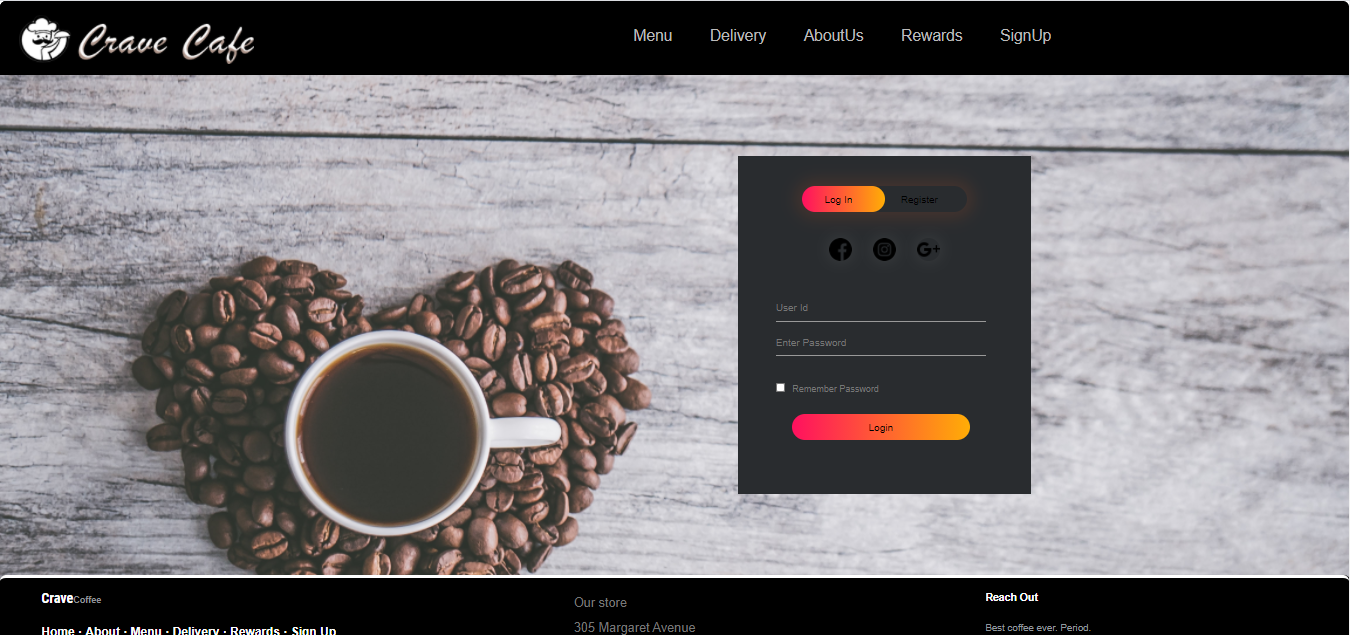 Crave Cafe
Menu Delivery AboutUs Rewards SignUp
Log In Register
G+
User Id
Enter Password
Remember Password
Login
CraveCoffee
Home · About · Menu · Delivery · Rewards · Sign Up
Our store
305 Margaret Avenue
Reach Out
Best coffee ever. Period.